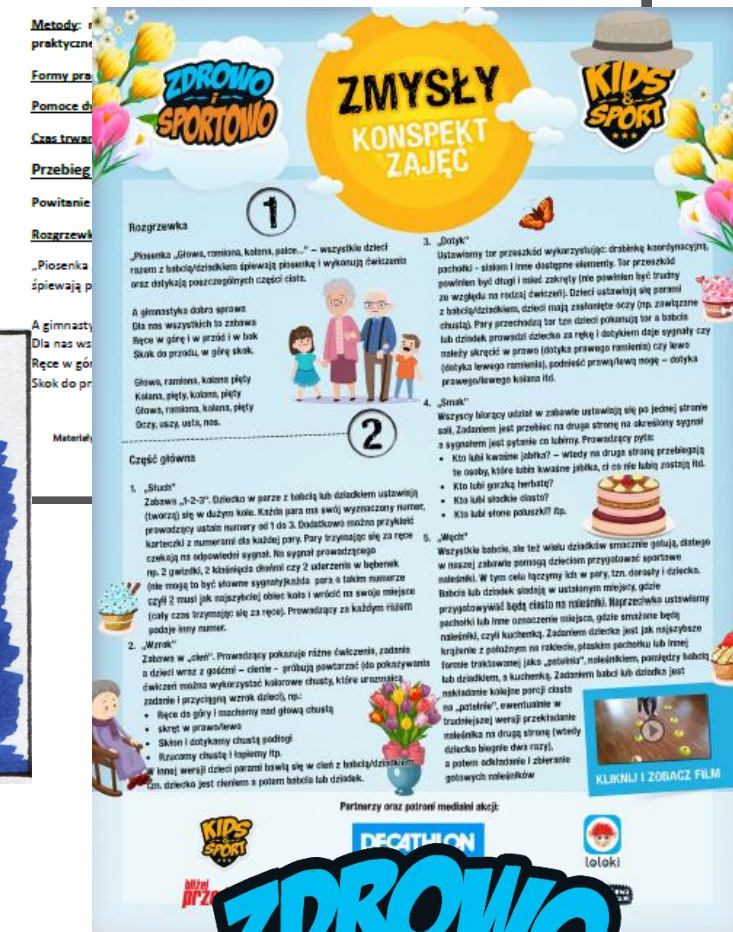 Metody:
praktyczne
Formy pra
Pomoce dy
Czas trwan
Przebieg
Powitanie
Rozgrzewk
„Piosenka
śpiewają p
A gimnasty
Dla nas ws
Ręce w gór
Skok do pr
Materiały
ZDROWO
i
SPORTOWO
ZMYSŁY
KONSPEKT
ZAJĘĆ
KIDS
&
SPORT
1
Rozgrzewka
„Piosenka „Głowa, ramiona, kolana, palce..." – wszystkie dzieci
razem z babcią/dziadkiem śpiewają piosenkę i wykonują ćwiczenia
oraz dotykają poszczególnych części ciała.
A gimnastyka dobra sprawa
Dla nas wszystkich to zabawa
Ręce w górę i w przód i w bok
Skok do przodu, w górę skok.
Głowa, ramiona, kolana pięty
Kolana, pięty, kolana, pięty
Głowa, ramiona, kolana, pięty
Oczy, uszy, usta, nos.
2
Część główna
1. „Słuch"
Zabawa „1-2-3". Dziecko w parze z babcią lub dziadkiem ustawiają
(tworzą) się w dużym kole. Każda para ma swój wyznaczony numer,
prowadzący ustala numery od 1 do 3. Dodatkowo można przykleić
karteczki z numerami dla każdej pary. Pary trzymając się za ręce
czekają na odpowiedni sygnał. Na sygnał prowadzącego
np. 2 gwizdki, 2 klaśnięcia dłońmi czy 2 uderzenia w bębenek
(nie mogą to być słowne sygnały)każda para o takim numerze
czyli 2 musi jak najszybciej obiec koło i wrócić na swoje miejsce
(cały czas trzymając się za ręce). Prowadzący za każdym razem
podaje inny numer.
2. „Wzrok"
Zabawa w „cień". Prowadzący pokazuje różne ćwiczenia, zadania
a dzieci wraz z gośćmi – cienie - próbują powtarzać (do pokazywania
ćwiczeń można wykorzystać kolorowe chusty, które urozmaicą
zadanie i przyciągną wzrok dzieci), np.:
• Ręce do góry i machamy nad głową chustą
• skręt w prawo/lewo
• Skłon i dotykamy chustą podłogi
• Rzucamy chustę i łapiemy itp.
W innej wersji dzieci parami bawią się w cień z babcią/dziadkiem
tzn. dziecko jest cieniem a potem babcia lub dziadek.
3. „Dotyk"
Ustawiamy tor przeszkód wykorzystując: drabinkę koordynacyjną,
pachołki - slalom i inne dostępne elementy. Tor przeszkód
powinien być długi i mieć zakręty (nie powinien być trudny
ze względu na rodzaj ćwiczeń). Dzieci ustawiają się parami
z babcią/dziadkiem, dzieci mają zasłonięte oczy (np. zawiązane
chustą). Pary przechodzą tor tzn dzieci pokonują tor a babcia
lub dziadek prowadzi dziecko za rękę i dotykiem daje sygnały czy
należy skręcić w prawo (dotyka prawego ramienia) czy lewo
(dotyka lewego ramienia), podnieść prawą/lewą nogę – dotyka
prawego/lewego kolana itd.
4. „Smak"
Wszyscy biorący udział w zabawie ustawiają się po jednej stronie
sali. Zadaniem jest przebiec na druga stronę na określony sygnał
a sygnałem jest pytanie co lubimy. Prowadzący pyta:
• Kto lubi kwaśne jabłka? – wtedy na druga stronę przebiegają
te osoby, które lubią kwaśne jabłka, ci co nie lubią zostają itd.
• Kto lubi gorzką herbatę?
• Kto lubi słodkie ciasto?
• Kto lubi słone paluszki? itp.
5. „Węch"
Wszystkie babcie, ale też wielu dziadków smacznie gotują, dlatego
w naszej zabawie pomogą dzieciom przygotować sportowe
naleśniki. W tym celu łączymy ich w pary, tzn. dorosły i dziecko.
Babcia lub dziadek siadają w ustalonym miejscu, gdzie
przygotowywać będą ciasto na naleśniki. Naprzeciwko ustawiamy
pachołki lub inne oznaczenie miejsca, gdzie smażone będą
naleśniki, czyli kuchenkę. Zadaniem dziecka jest jak najszybsze
krążenie z położonym na rakiecie, płaskim pachołku lub innej
formie traktowanej jako „patelnia", naleśnikiem, pomiędzy babcią
lub dziadkiem, a kuchenką. Zadaniem babci lub dziadka jest
nakładanie kolejne porcji ciasta
na „patelnie", ewentualnie w
trudniejszej wersji przekładanie
naleśnika na drugą stronę (wtedy
dziecko biegnie dwa razy),
a potem odkładanie i zbieranie
gotowych naleśników
KLIKNIJ I ZOBACZ FILM
Partnerzy oraz patroni medialni akcji:
KIDS
&
SPORT
DECATHLON
loloki
bliżej
prze
ZDROWO